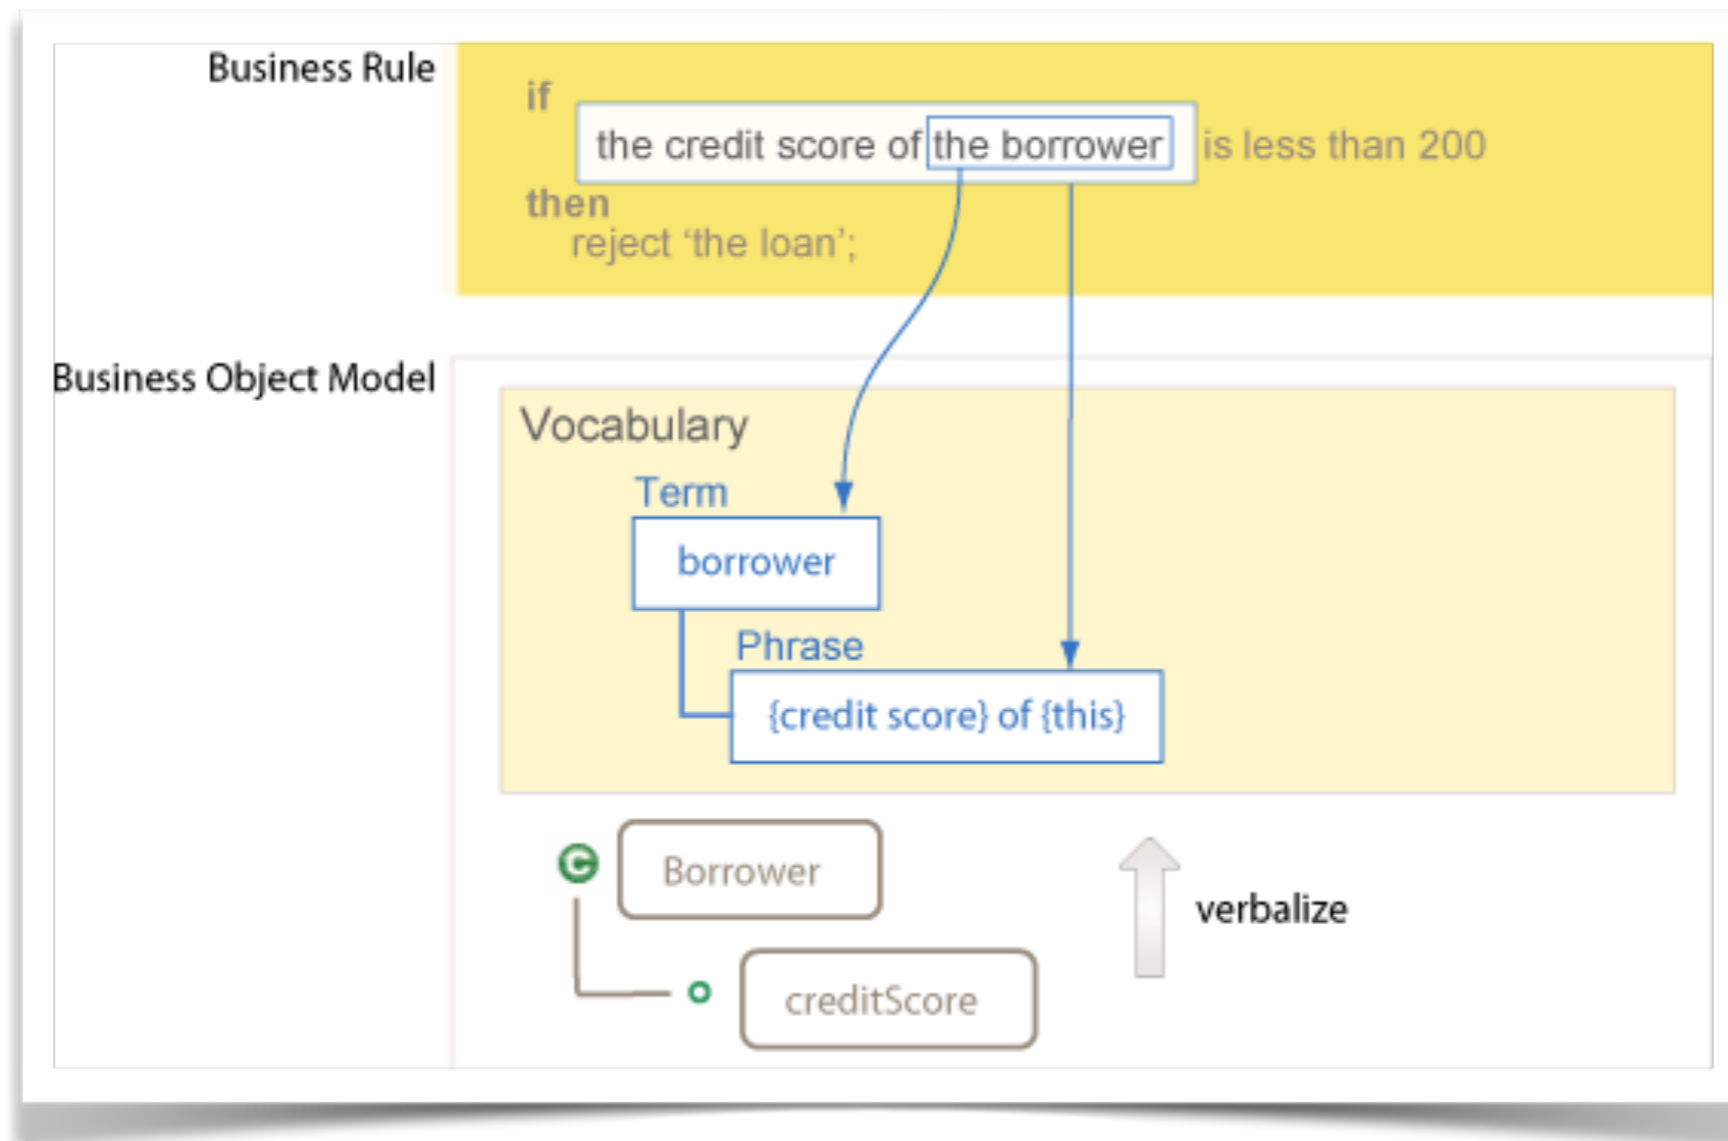 Business Rule
if
the credit score of the borrower is less than 200
then
reject ‘the loan’;
Business Object Model
Vocabulary
Term
borrower
Phrase
{credit score} of {this}
C
Borrower
verbalize
creditScore